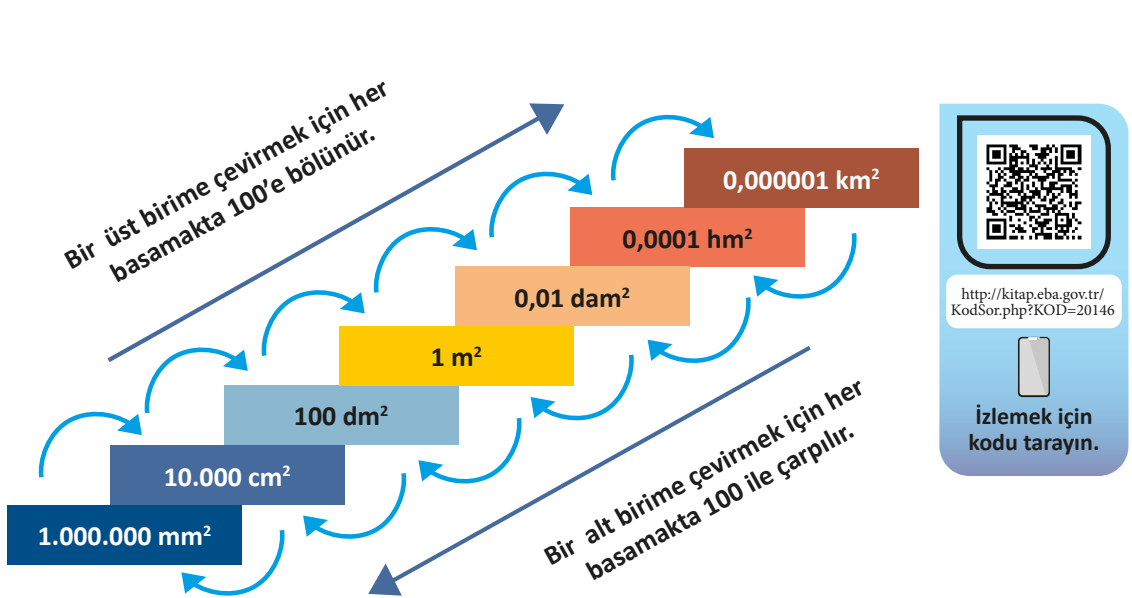 Bir üst birime çevirmek için her
basamakta 100’e bölünür.
0,000001 km²
0,0001 hm²
0,01 dam²
1 m²
100 dm²
10.000 cm²
1.000.000 mm²
Bir alt birime çevirmek için her
basamakta 100 ile çarpılır.
http://kitap.eba.gov.tr/
KodSor.php?KOD=20146
İzlemek için
kodu tarayın.